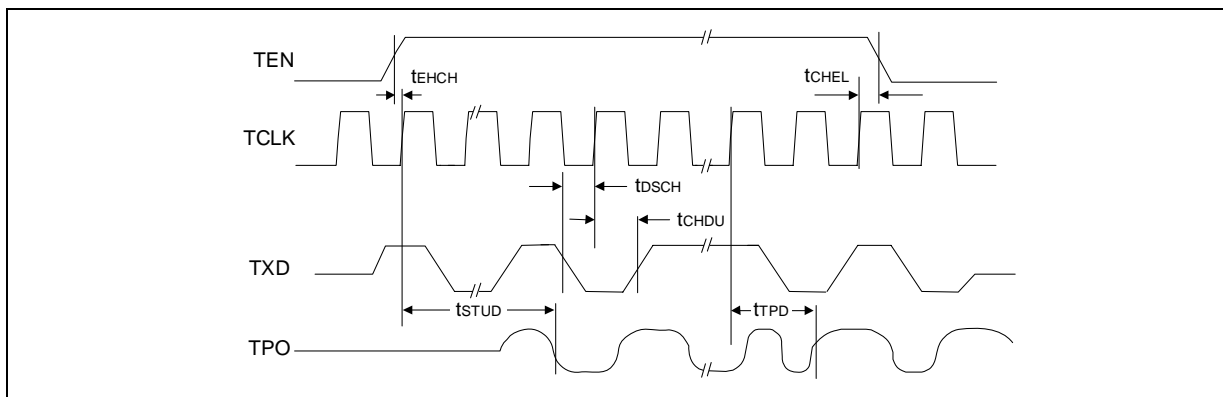 TEN
tEHCH
tCHEL
TCLK
tDSCH
tCHDU
TXD
tSTUD
tTPD
TPO